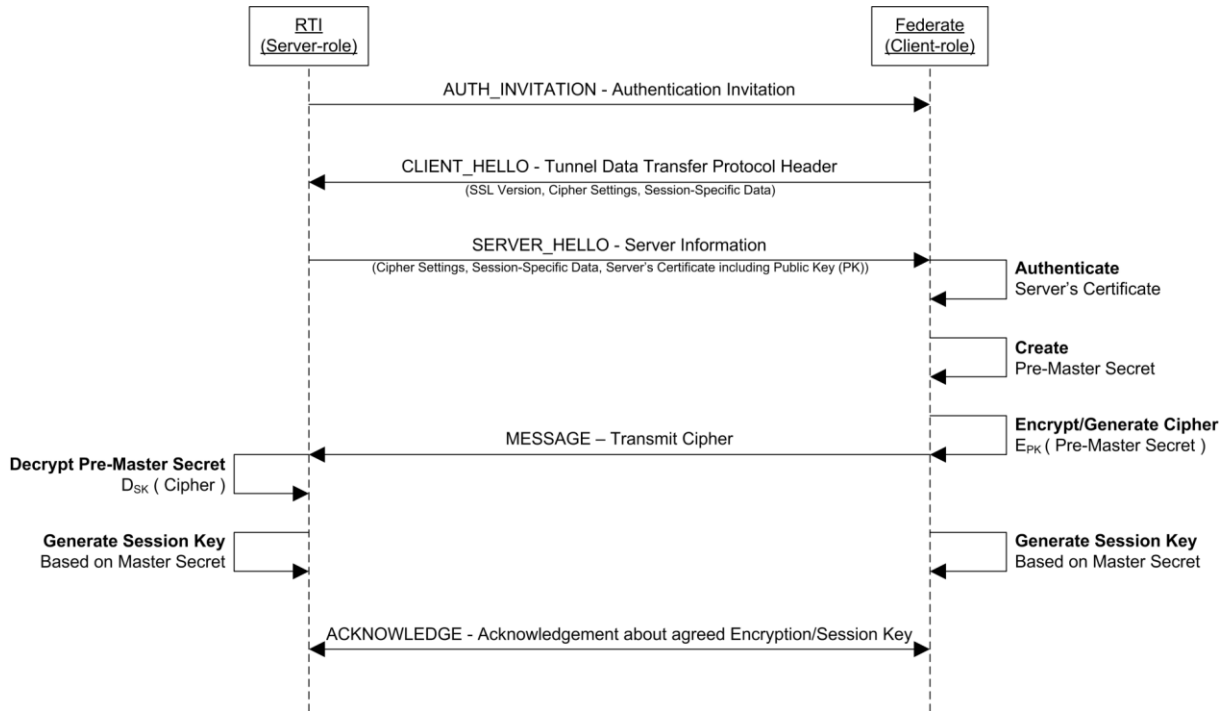 RTI
(Server-role)
Federate
(Client-role)
AUTH_INVITATION - Authentication Invitation
CLIENT_HELLO - Tunnel Data Transfer Protocol Header
(SSL Version, Cipher Settings, Session-Specific Data)
SERVER_HELLO - Server Information
(Cipher Settings, Session-Specific Data, Server's Certificate including Public Key (PK))
Authenticate
Server's Certificate
Create
Pre-Master Secret
Encrypt/Generate Cipher
EPK ( Pre-Master Secret )
MESSAGE – Transmit Cipher
Decrypt Pre-Master Secret
DSK ( Cipher )
Generate Session Key
Based on Master Secret
Generate Session Key
Based on Master Secret
ACKNOWLEDGE - Acknowledgement about agreed Encryption/Session Key